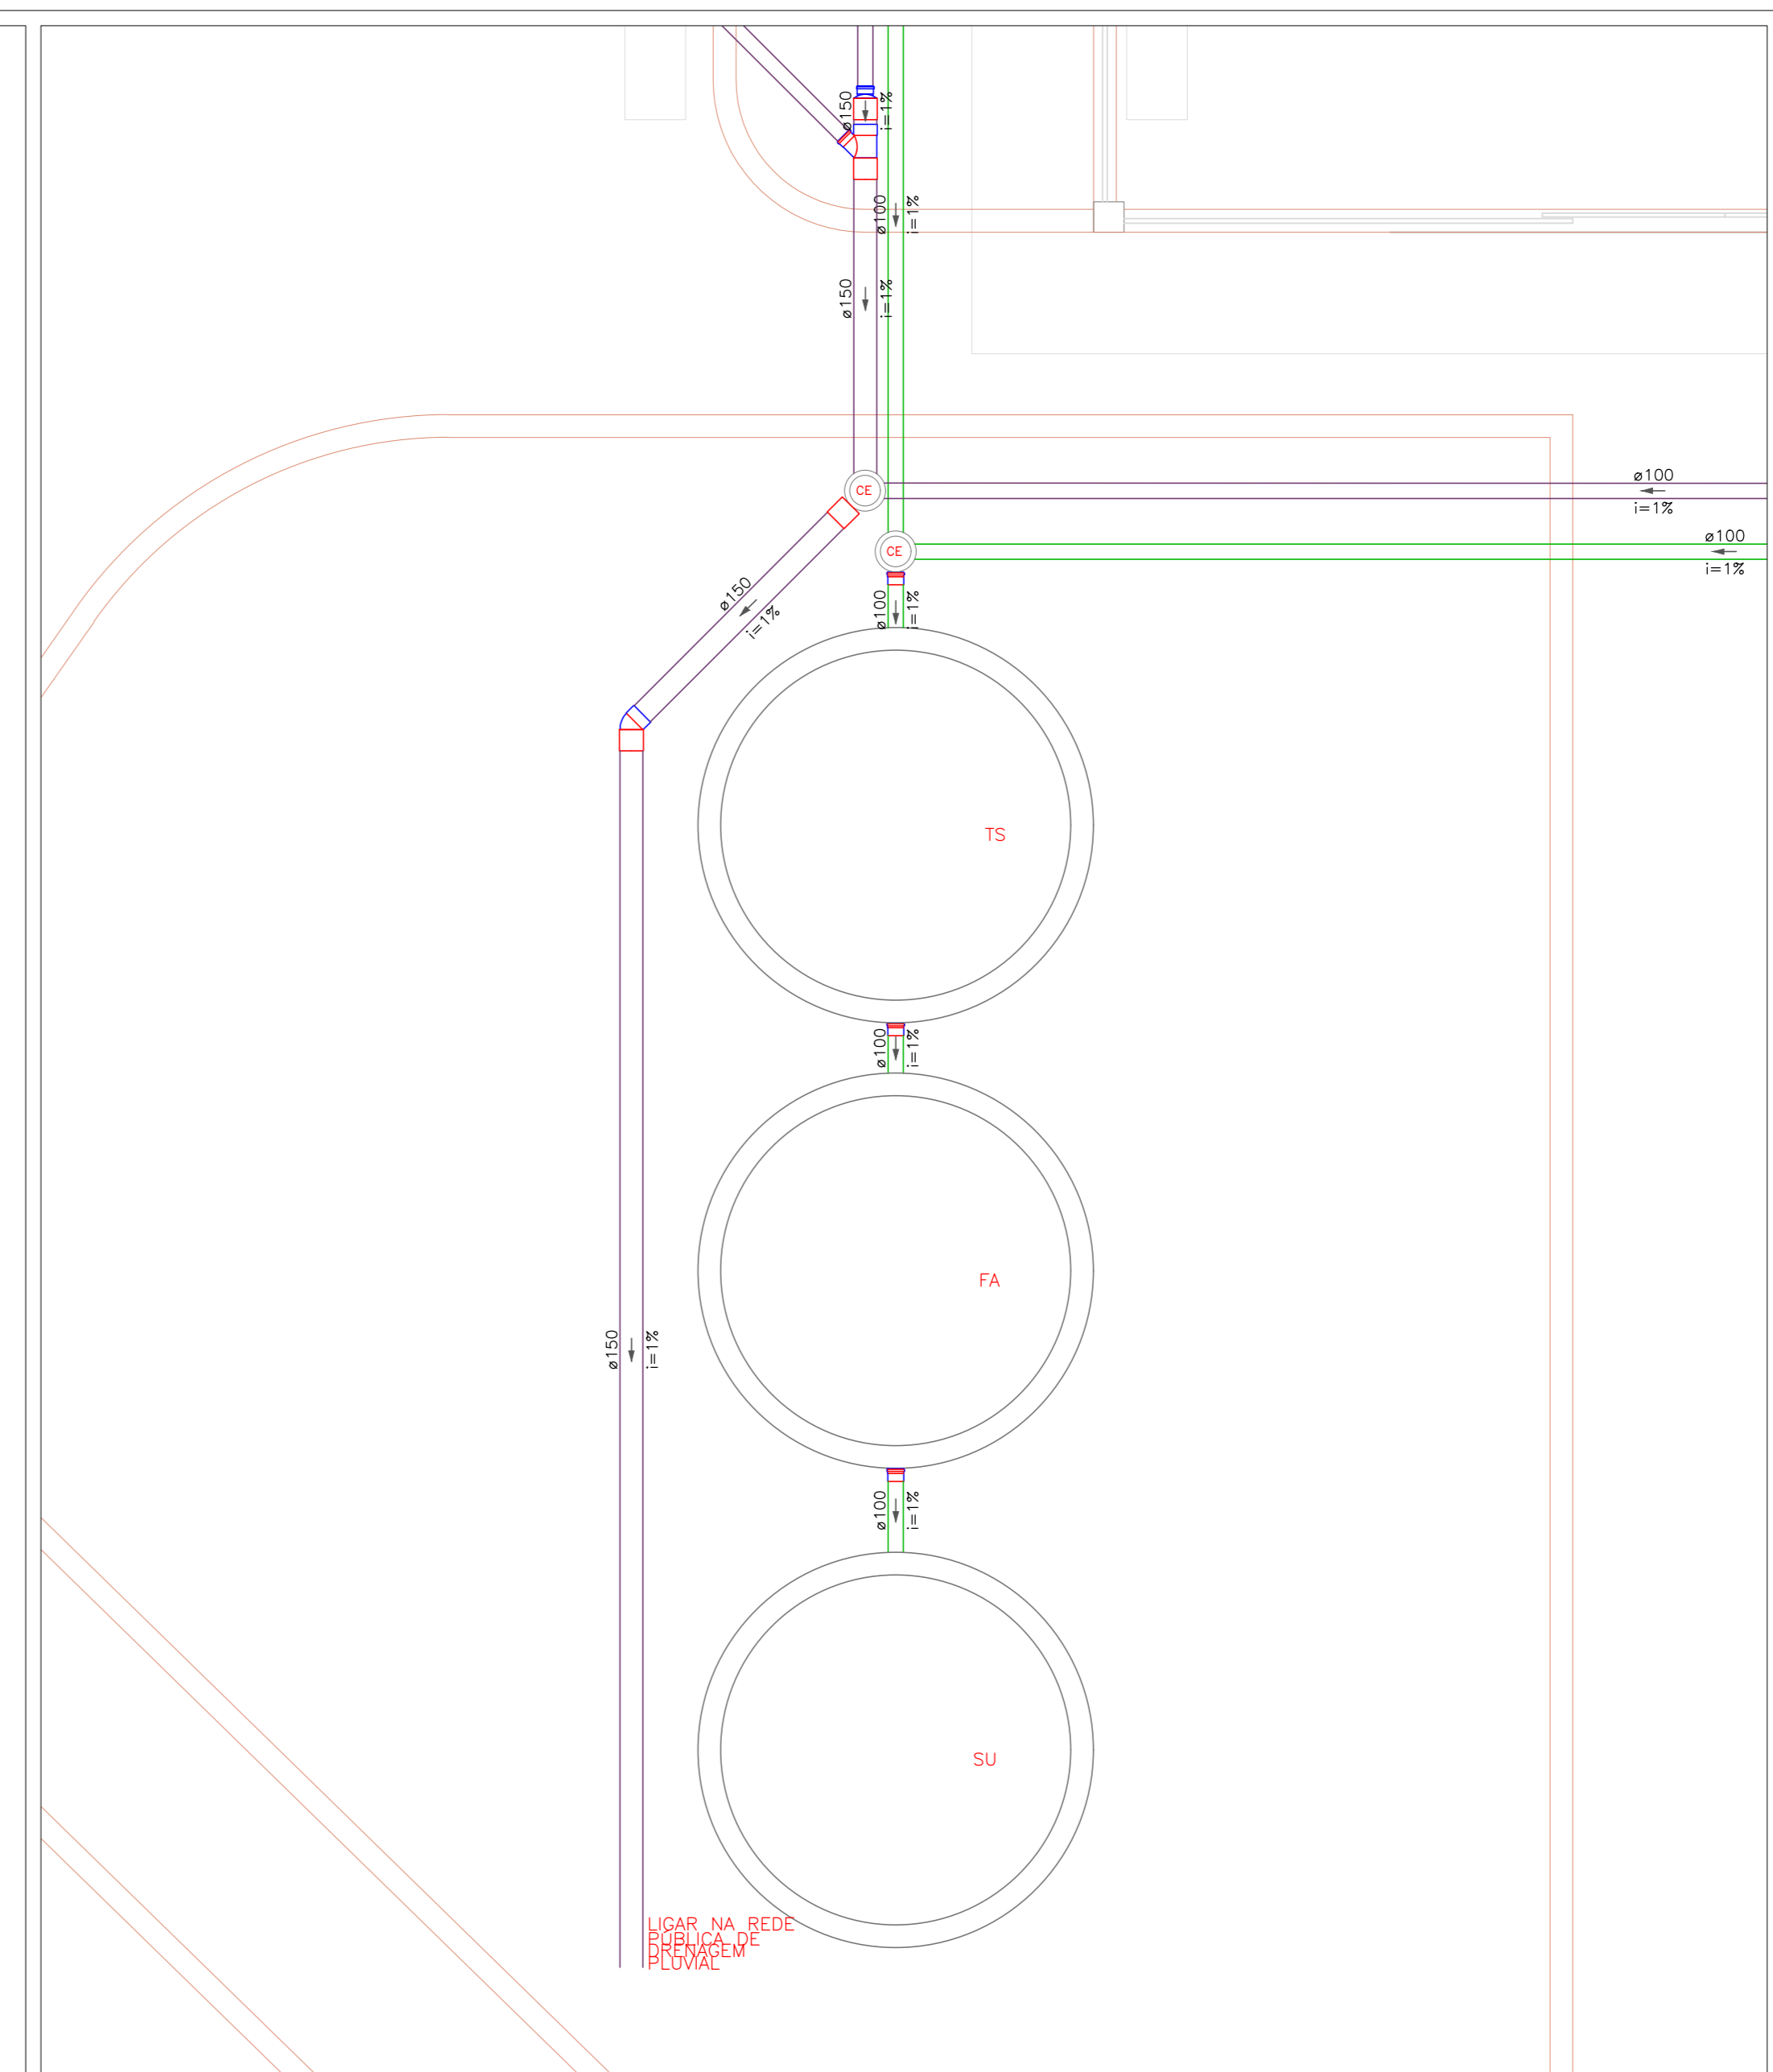 ø150
i=1%
ø100
i=1%
ø150
i=1%
CE
ø100
i=1%
CE
ø100
i=1%
ø150
i=1%
ø100
i=1%
TS
ø100
i=1%
FA
ø150
i=1%
ø100
i=1%
SU
LIGAR NA REDE
PÚBLICA DE
DRENAGEM
PLUVIAL